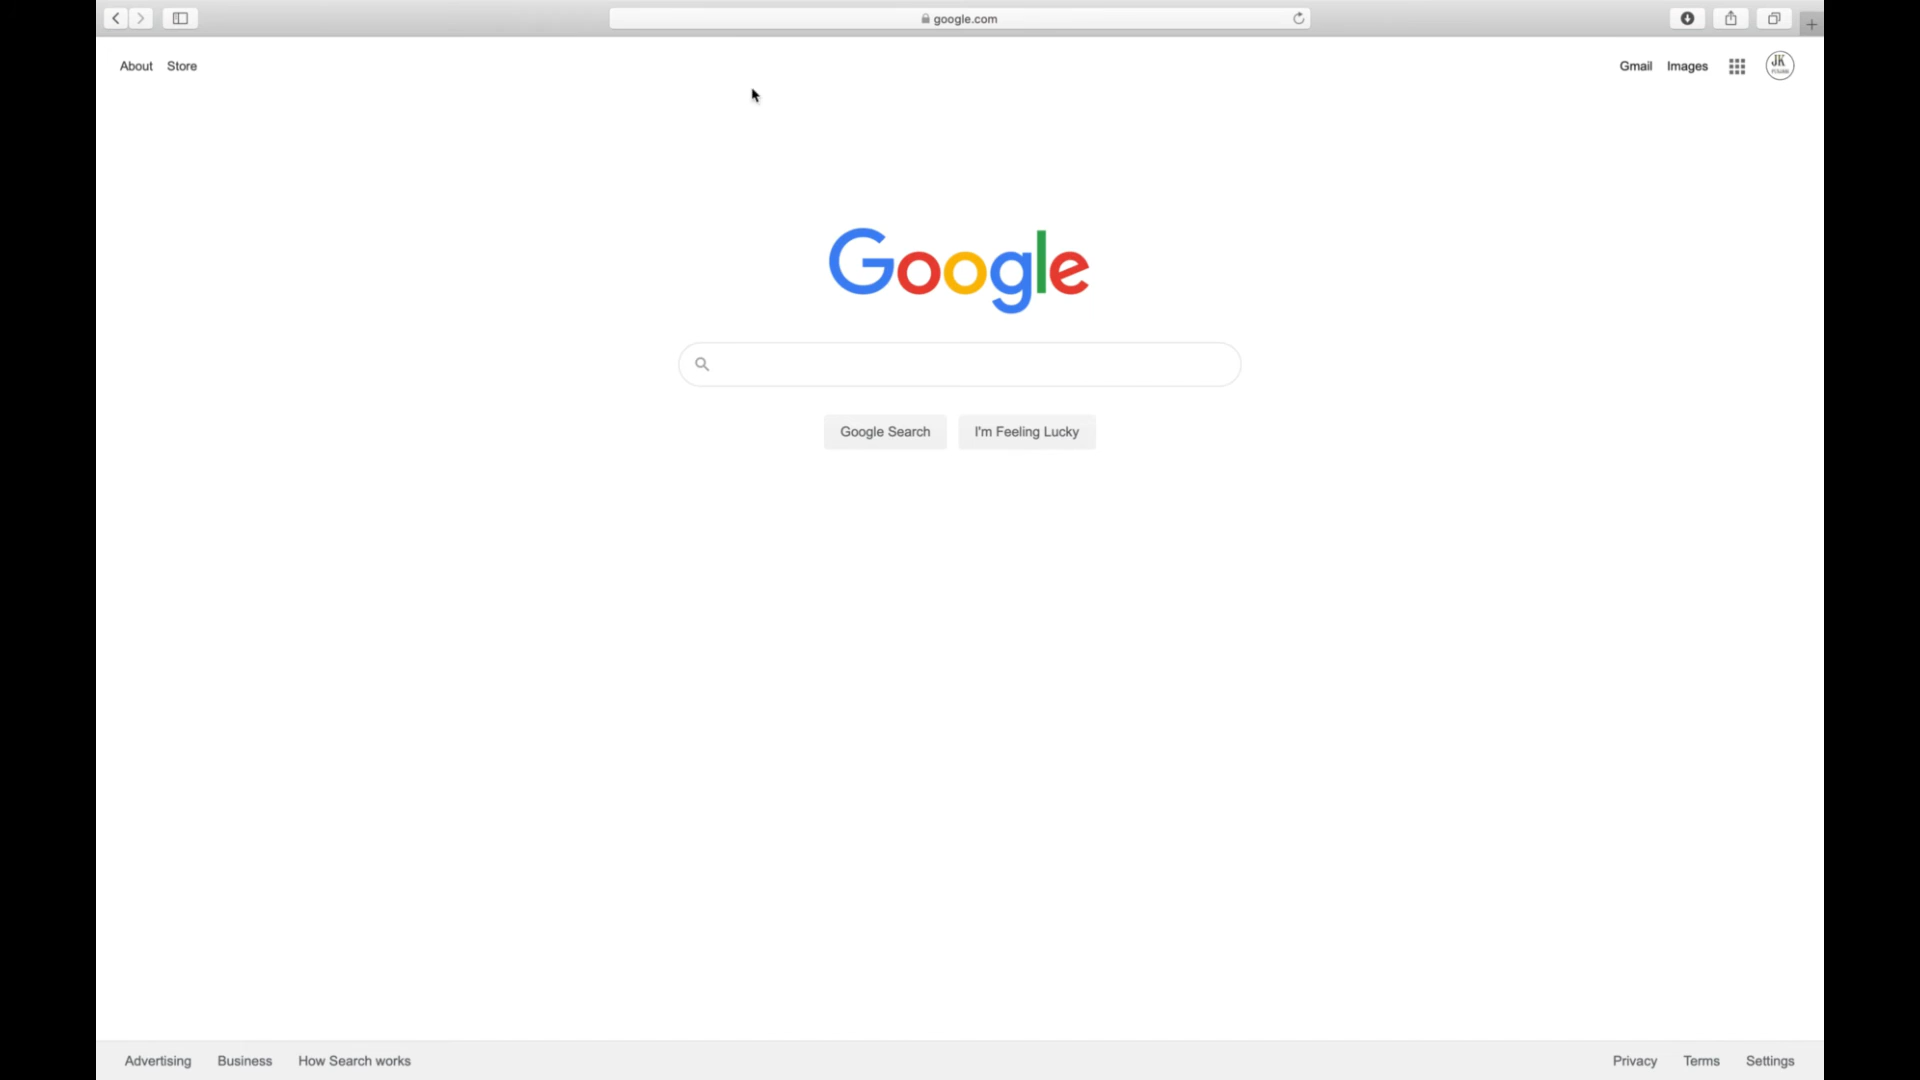 google.com
About Store
Gmail Images
JK
Google
Google Search I'm Feeling Lucky
Advertising Business How Search works
Privacy Terms Settings